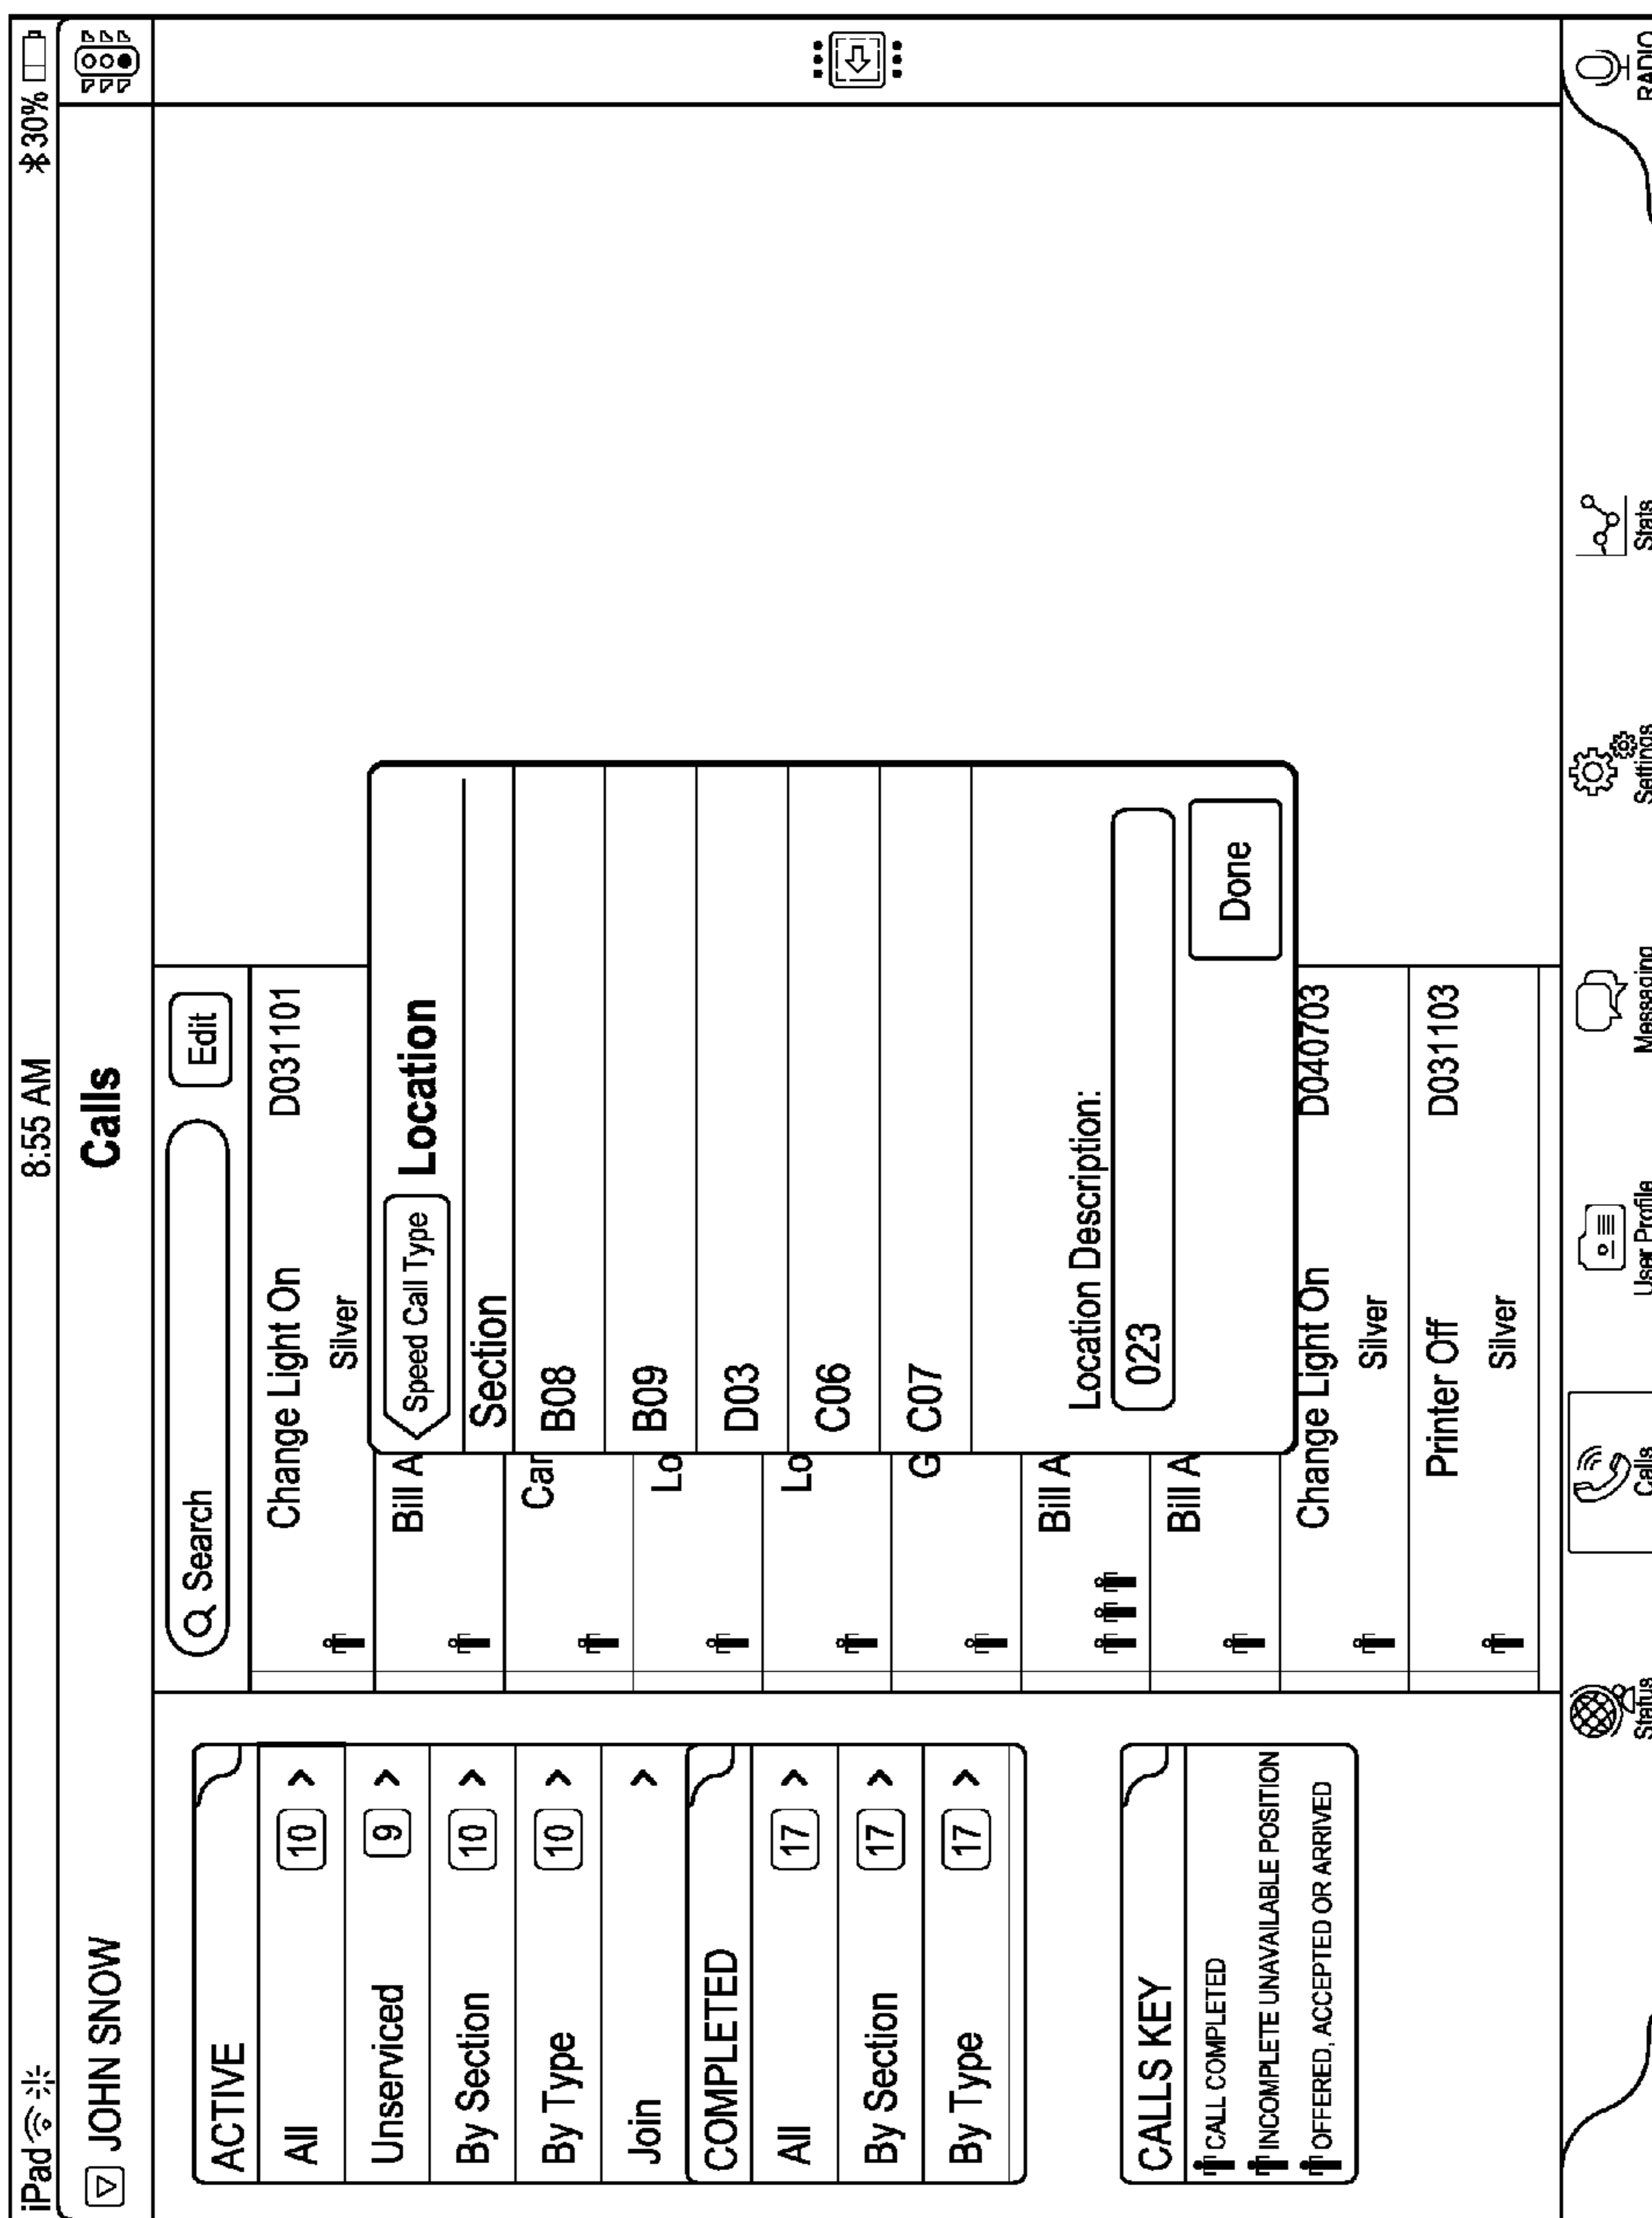 iPad 8:55 AM 30%
JOHN SNOW Calls
ACTIVE
All 10 >
Unserviced 9 >
By Section 10 >
By Type 10 >
Join >
COMPLETED
All 17 >
By Section 17 >
By Type 17 >
CALLS KEY
CALL COMPLETED
INCOMPLETE UNAVAILABLE POSITION
OFFERED, ACCEPTED OR ARRIVED
Search Edit
Change Light On D031101
Silver
Bill A
Car
Lo
Lo
G
Bill A
Bill A
Change Light On D040703
Silver
Printer Off D031103
Silver
Speed Call Type Location
Section
B08
B09
D03
C06
C07
Location Description:
023
Done
Status Calls User Profile Messaging Settings Stats RADIO